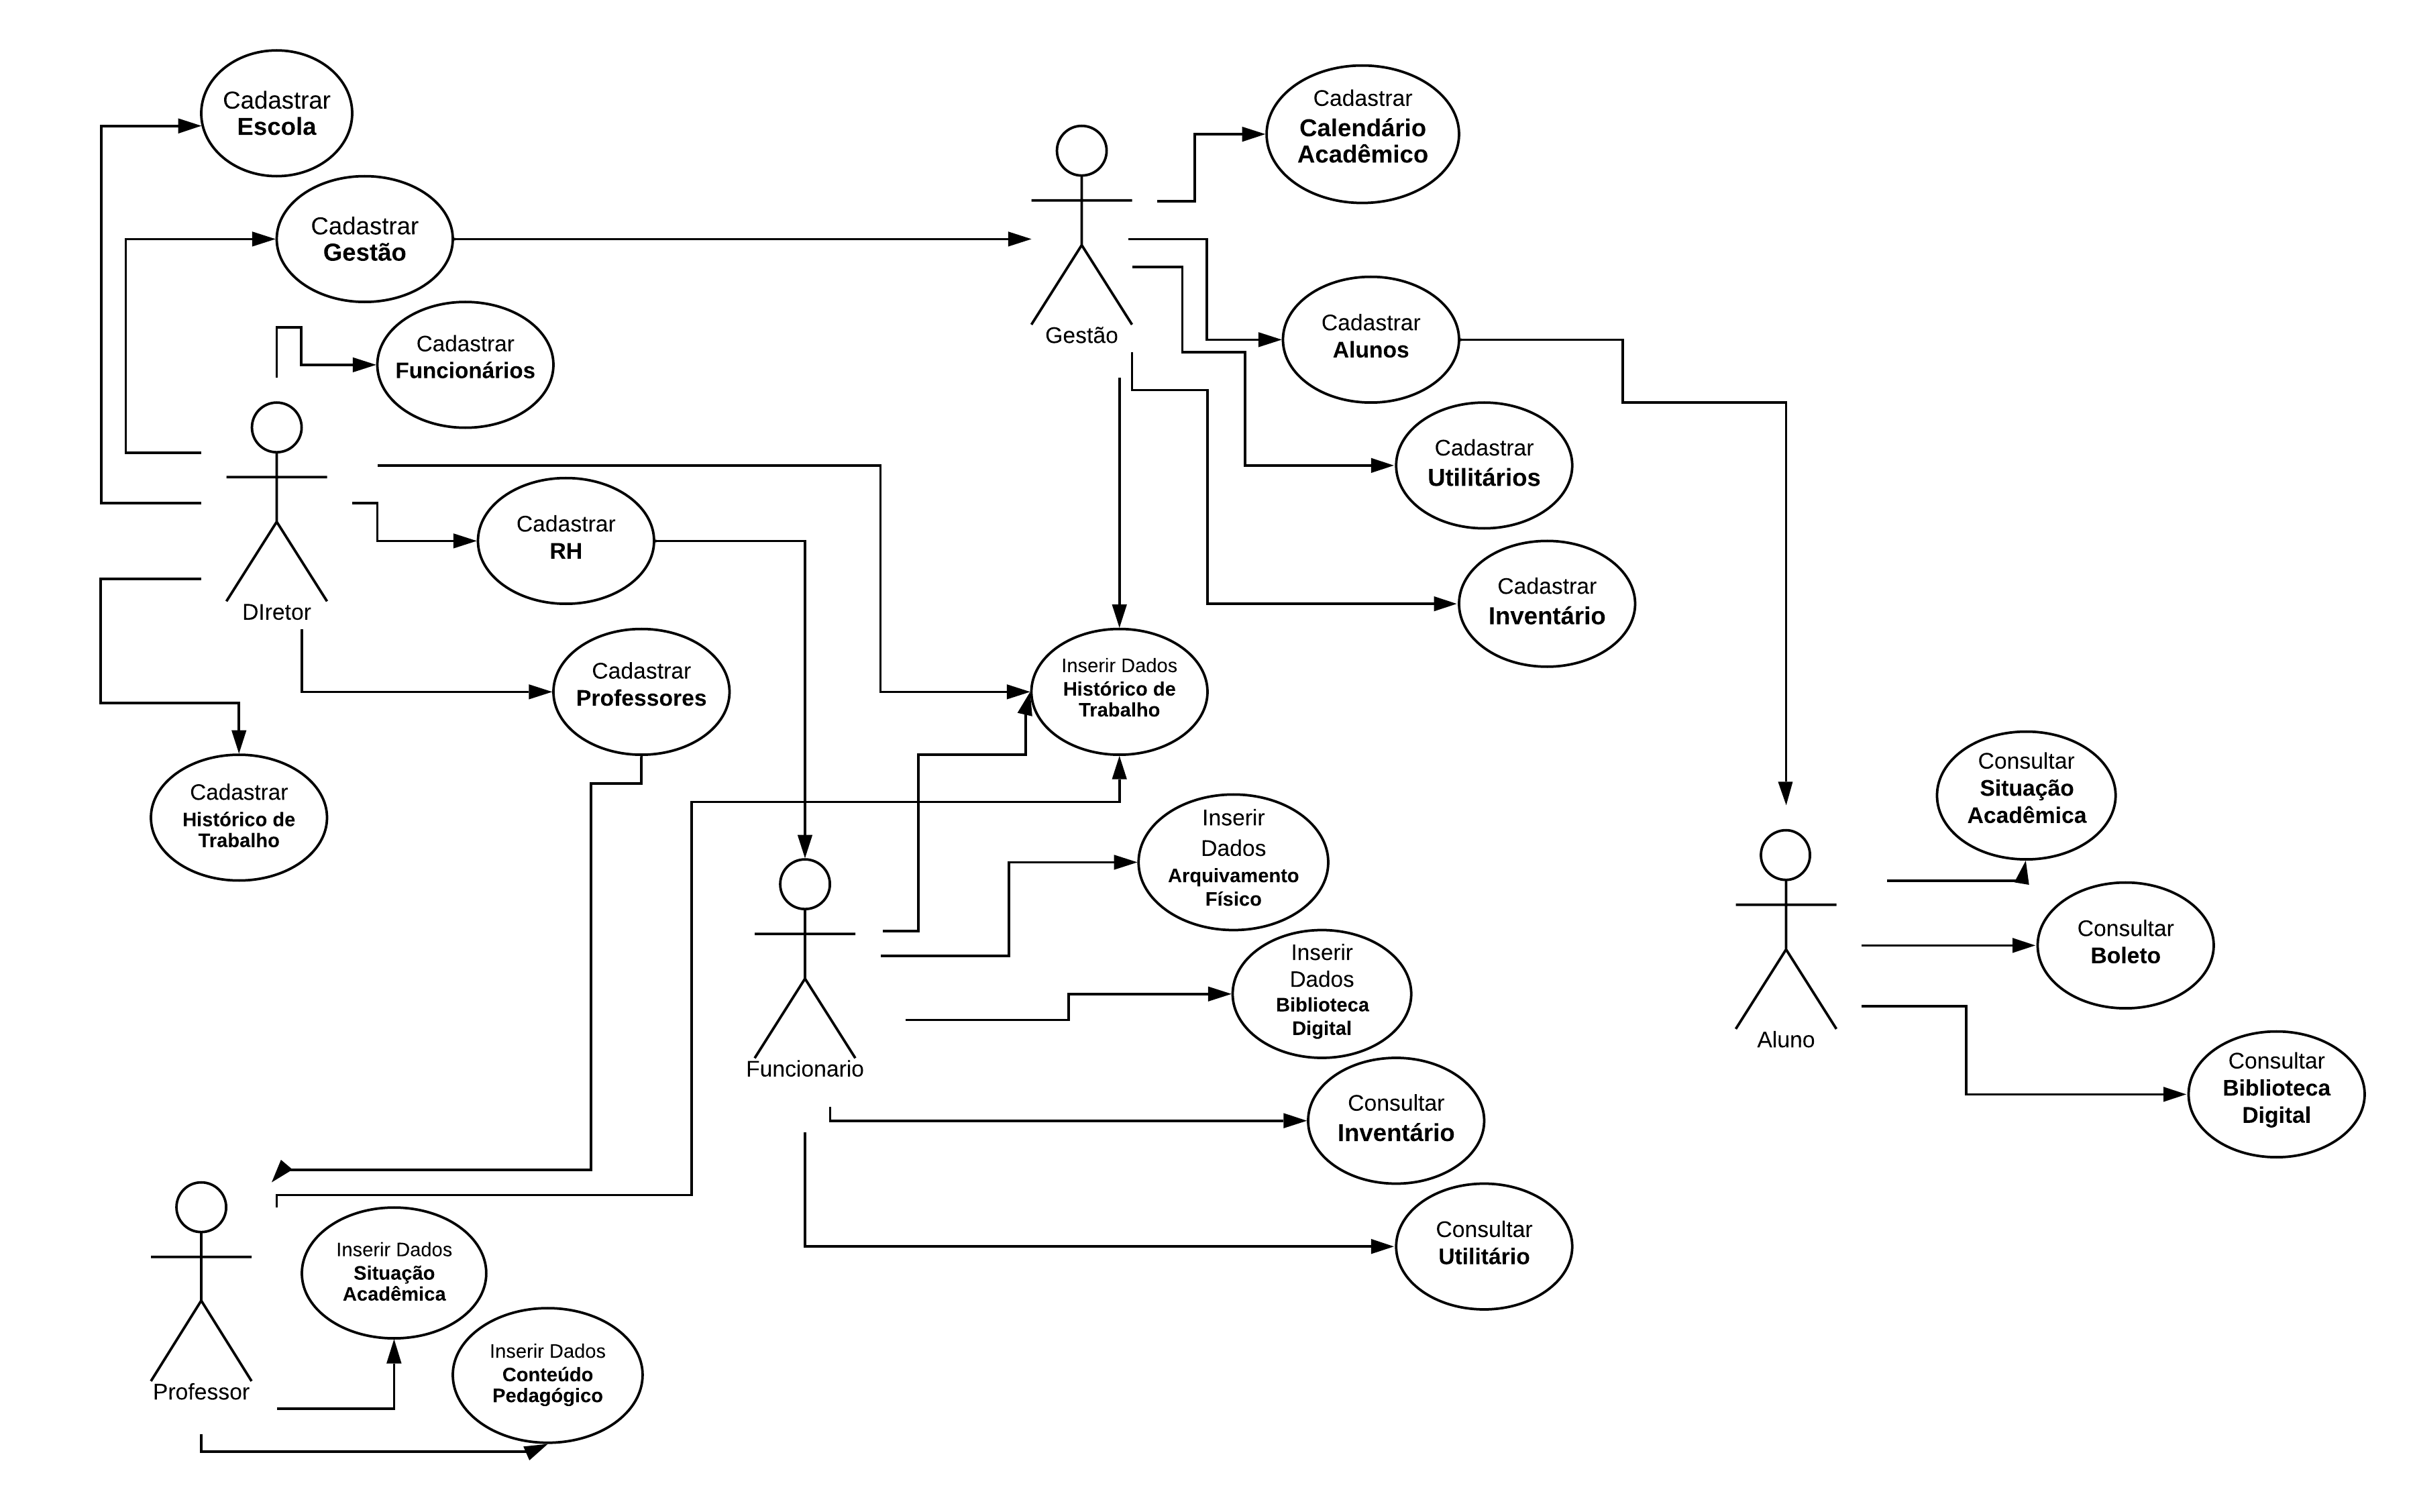 Cadastrar
Escola
Cadastrar
Gestão
Cadastrar
Funcionários
DIretor
Cadastrar
RH
Cadastrar
Professores
Cadastrar
Histórico de
Trabalho
Gestão
Cadastrar
Calendário
Acadêmico
Cadastrar
Alunos
Cadastrar
Utilitários
Cadastrar
Inventário
Inserir Dados
Histórico de
Trabalho
Funcionario
Inserir
Dados
Arquivamento
Físico
Inserir
Dados
Biblioteca
Digital
Consultar
Inventário
Consultar
Utilitário
Aluno
Consultar
Situação
Acadêmica
Consultar
Boleto
Consultar
Biblioteca
Digital
Professor
Inserir Dados
Situação
Acadêmica
Inserir Dados
Conteúdo
Pedagógico